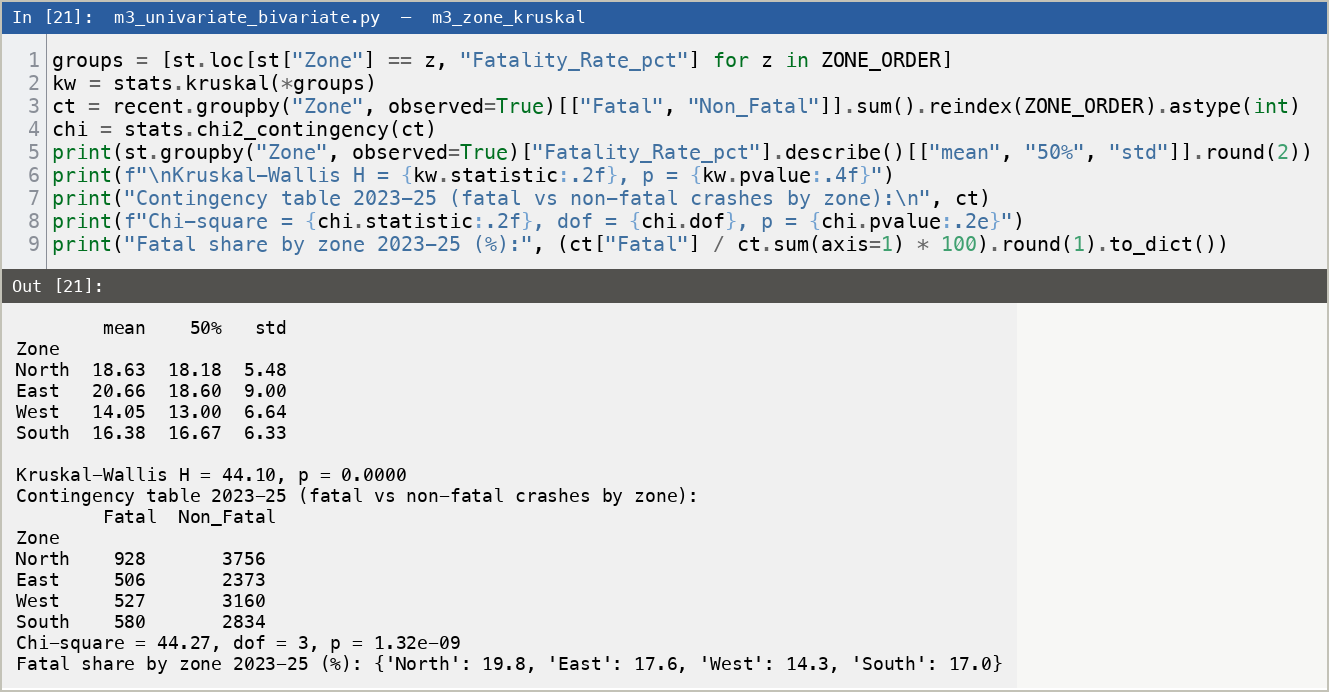 In [21]:  m3_univariate_bivariate.py  —  m3_zone_kruskal
1 groups = [st.loc[st["Zone"] == z, "Fatality_Rate_pct"] for z in ZONE_ORDER]
2 kw = stats.kruskal(*groups)
3 ct = recent.groupby("Zone", observed=True)[["Fatal", "Non_Fatal"]].sum().reindex(ZONE_ORDER).astype(int)
4 chi = stats.chi2_contingency(ct)
5 print(st.groupby("Zone", observed=True)["Fatality_Rate_pct"].describe()[["mean", "50%", "std"]].round(2))
6 print(f"\nKruskal-Wallis H = {kw.statistic:.2f}, p = {kw.pvalue:.4f}")
7 print("Contingency table 2023-25 (fatal vs non-fatal crashes by zone):\n", ct)
8 print(f"Chi-square = {chi.statistic:.2f}, dof = {chi.dof}, p = {chi.pvalue:.2e}")
9 print("Fatal share by zone 2023-25 (%):", (ct["Fatal"] / ct.sum(axis=1) * 100).round(1).to_dict())
Out [21]:
mean    50%   std
Zone
North  18.63  18.18  5.48
East   20.66  18.60  9.00
West   14.05  13.00  6.64
South  16.38  16.67  6.33
Kruskal-Wallis H = 44.10, p = 0.0000
Contingency table 2023-25 (fatal vs non-fatal crashes by zone):
Fatal  Non_Fatal
Zone
North    928       3756
East     506       2373
West     527       3160
South    580       2834
Chi-square = 44.27, dof = 3, p = 1.32e-09
Fatal share by zone 2023-25 (%): {'North': 19.8, 'East': 17.6, 'West': 14.3, 'South': 17.0}